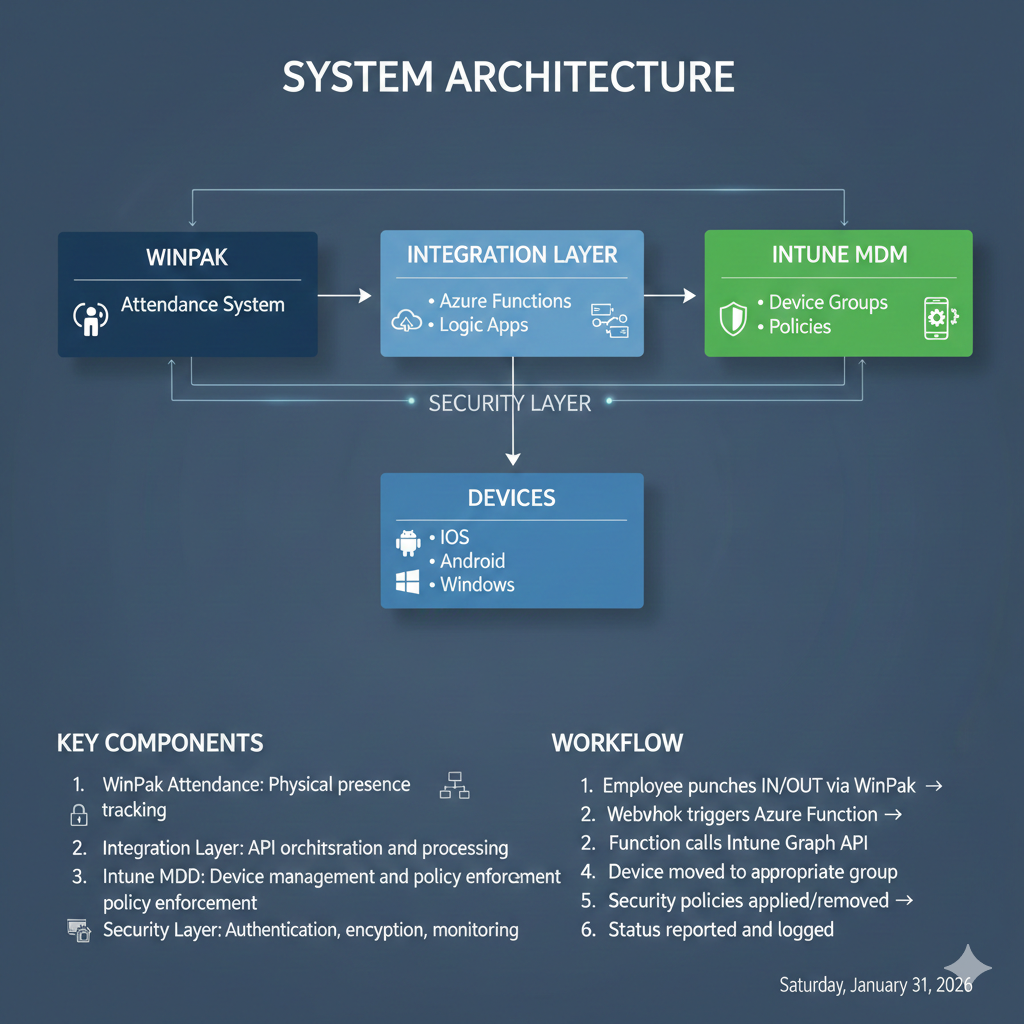 SYSTEM ARCHITECTURE
WINPAK
Attendance System
INTEGRATION LAYER
• Azure Functions
• Logic Apps
INTUNE MDM
• Device Groups
• Policies
SECURITY LAYER
DEVICES
• IOS
• Android
• Windows
KEY COMPONENTS
1. WinPak Attendance: Physical presence
tracking
2. Integration Layer: API orchitsration and processing
3. Intune MDD: Device management and policy enforcement
policy enforcement
Security Layer: Authentication, encryption, monitoring
WORKFLOW
1. Employee punches IN/OUT via WinPak →
2. Webvhok triggers Azure Function →
2. Function calls Intune Graph API
4. Device moved to appropriate group
5. Security policies applied/removed →
6. Status reported and logged
Saturday, January 31, 2026